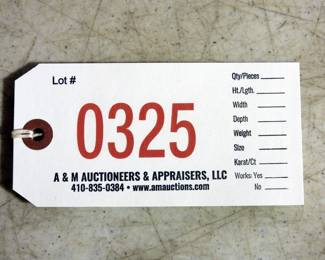 Lot #
0325
A & M AUCTIONEERS & APPRAISERS, LLC
410-835-0384 • www.amauctions.com
Qty/Pieces
Ht./Lgth.
Width
Depth
Weight
Size
Karat/Ct
Works: Yes
No